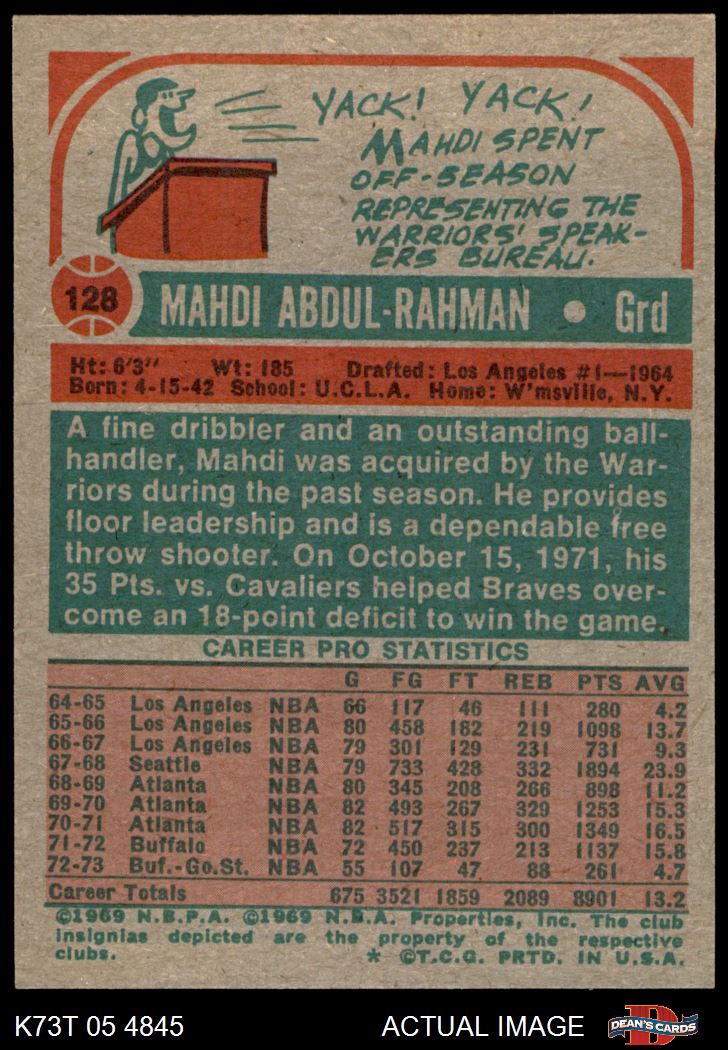 YACK! YACK!
MAHDI SPENT
OFF-SEASON
REPRESENTING THE
WARRIORS' SPEAK-
ERS BUREAU.
128 MAHDI ABDUL-RAHMAN • Grd
Ht: 6'3" Wt: 185 Drafted: Los Angeles #1—1964
Born: 4-15-42 School: U.C.L.A. Home: W'msville, N.Y.
A fine dribbler and an outstanding ball-
handler, Mahdi was acquired by the War-
riors during the past season. He provides
floor leadership and is a dependable free
throw shooter. On October 15, 1971, his
35 Pts. vs. Cavaliers helped Braves over-
come an 18-point deficit to win the game.
CAREER PRO STATISTICS
G FG FT REB PTS AVG
64-65 Los Angeles NBA 66 117 46 111 280 4.2
65-66 Los Angeles NBA 80 458 182 219 1098 13.7
66-67 Los Angeles NBA 79 301 129 231 731 9.3
67-68 Seattle NBA 79 733 428 332 1894 23.9
68-69 Atlanta NBA 80 345 208 266 898 11.2
69-70 Atlanta NBA 82 493 267 329 1253 15.3
70-71 Atlanta NBA 82 517 315 300 1349 16.5
71-72 Buffalo NBA 72 450 237 213 1137 15.8
72-73 Buf.-Go.St. NBA 55 107 47 88 261 4.7
Career Totals 675 3521 1859 2089 8901 13.2
©1969 N.B.P.A. ©1969 N.B.A. Properties, Inc. The club
insignias depicted are the property of the respective
clubs. * ©T.C.G. PRTD. IN U.S.A.
K73T 05 4845 ACTUAL IMAGE D DEAN'S CARDS